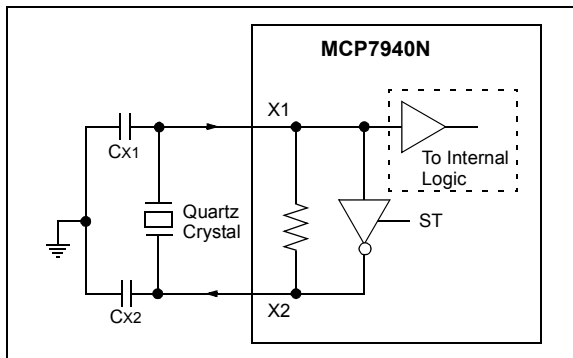 MCP7940N
X1
CX1
To Internal
Logic
Quartz
Crystal
ST
X2
CX2